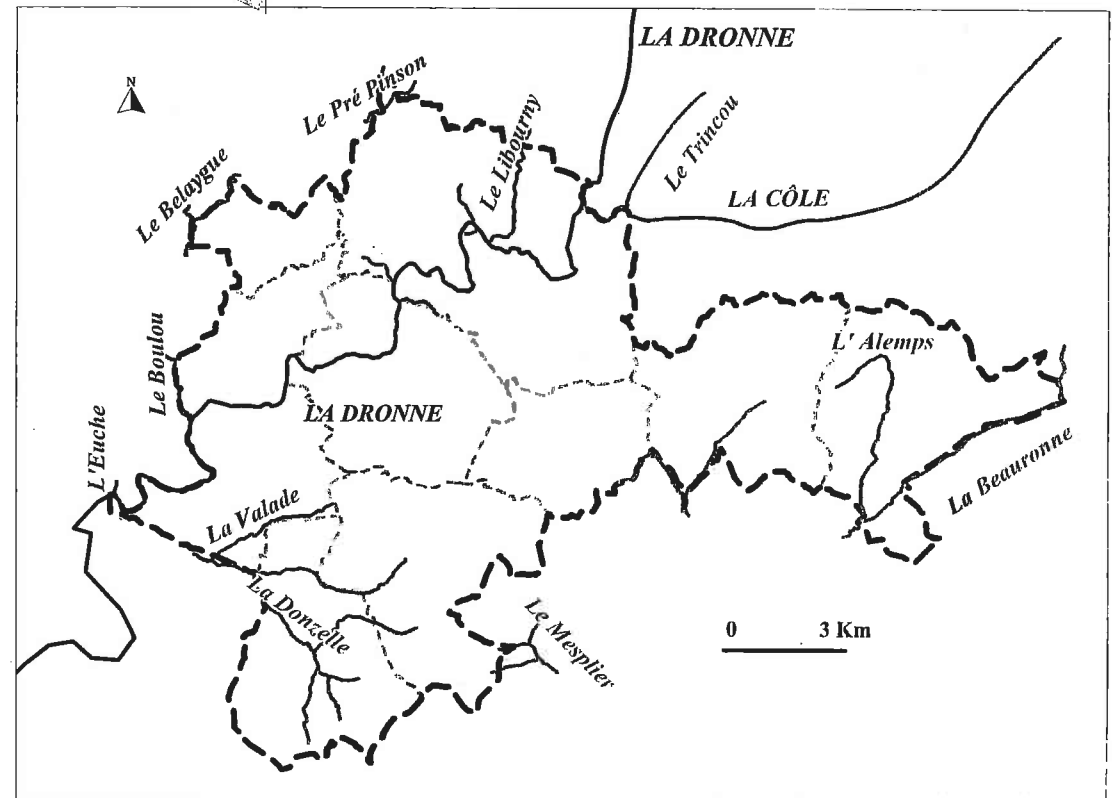 LA DRONNE
N
Le Pré Pinson
Le Libourny
Le Trincou
Le Belaygue
LA CÔLE
Le Boulou
L' Alemps
LA DRONNE
L'Euche
La Beauronne
La Valade
La Donzelle
Le Mesplier
0 3 Km